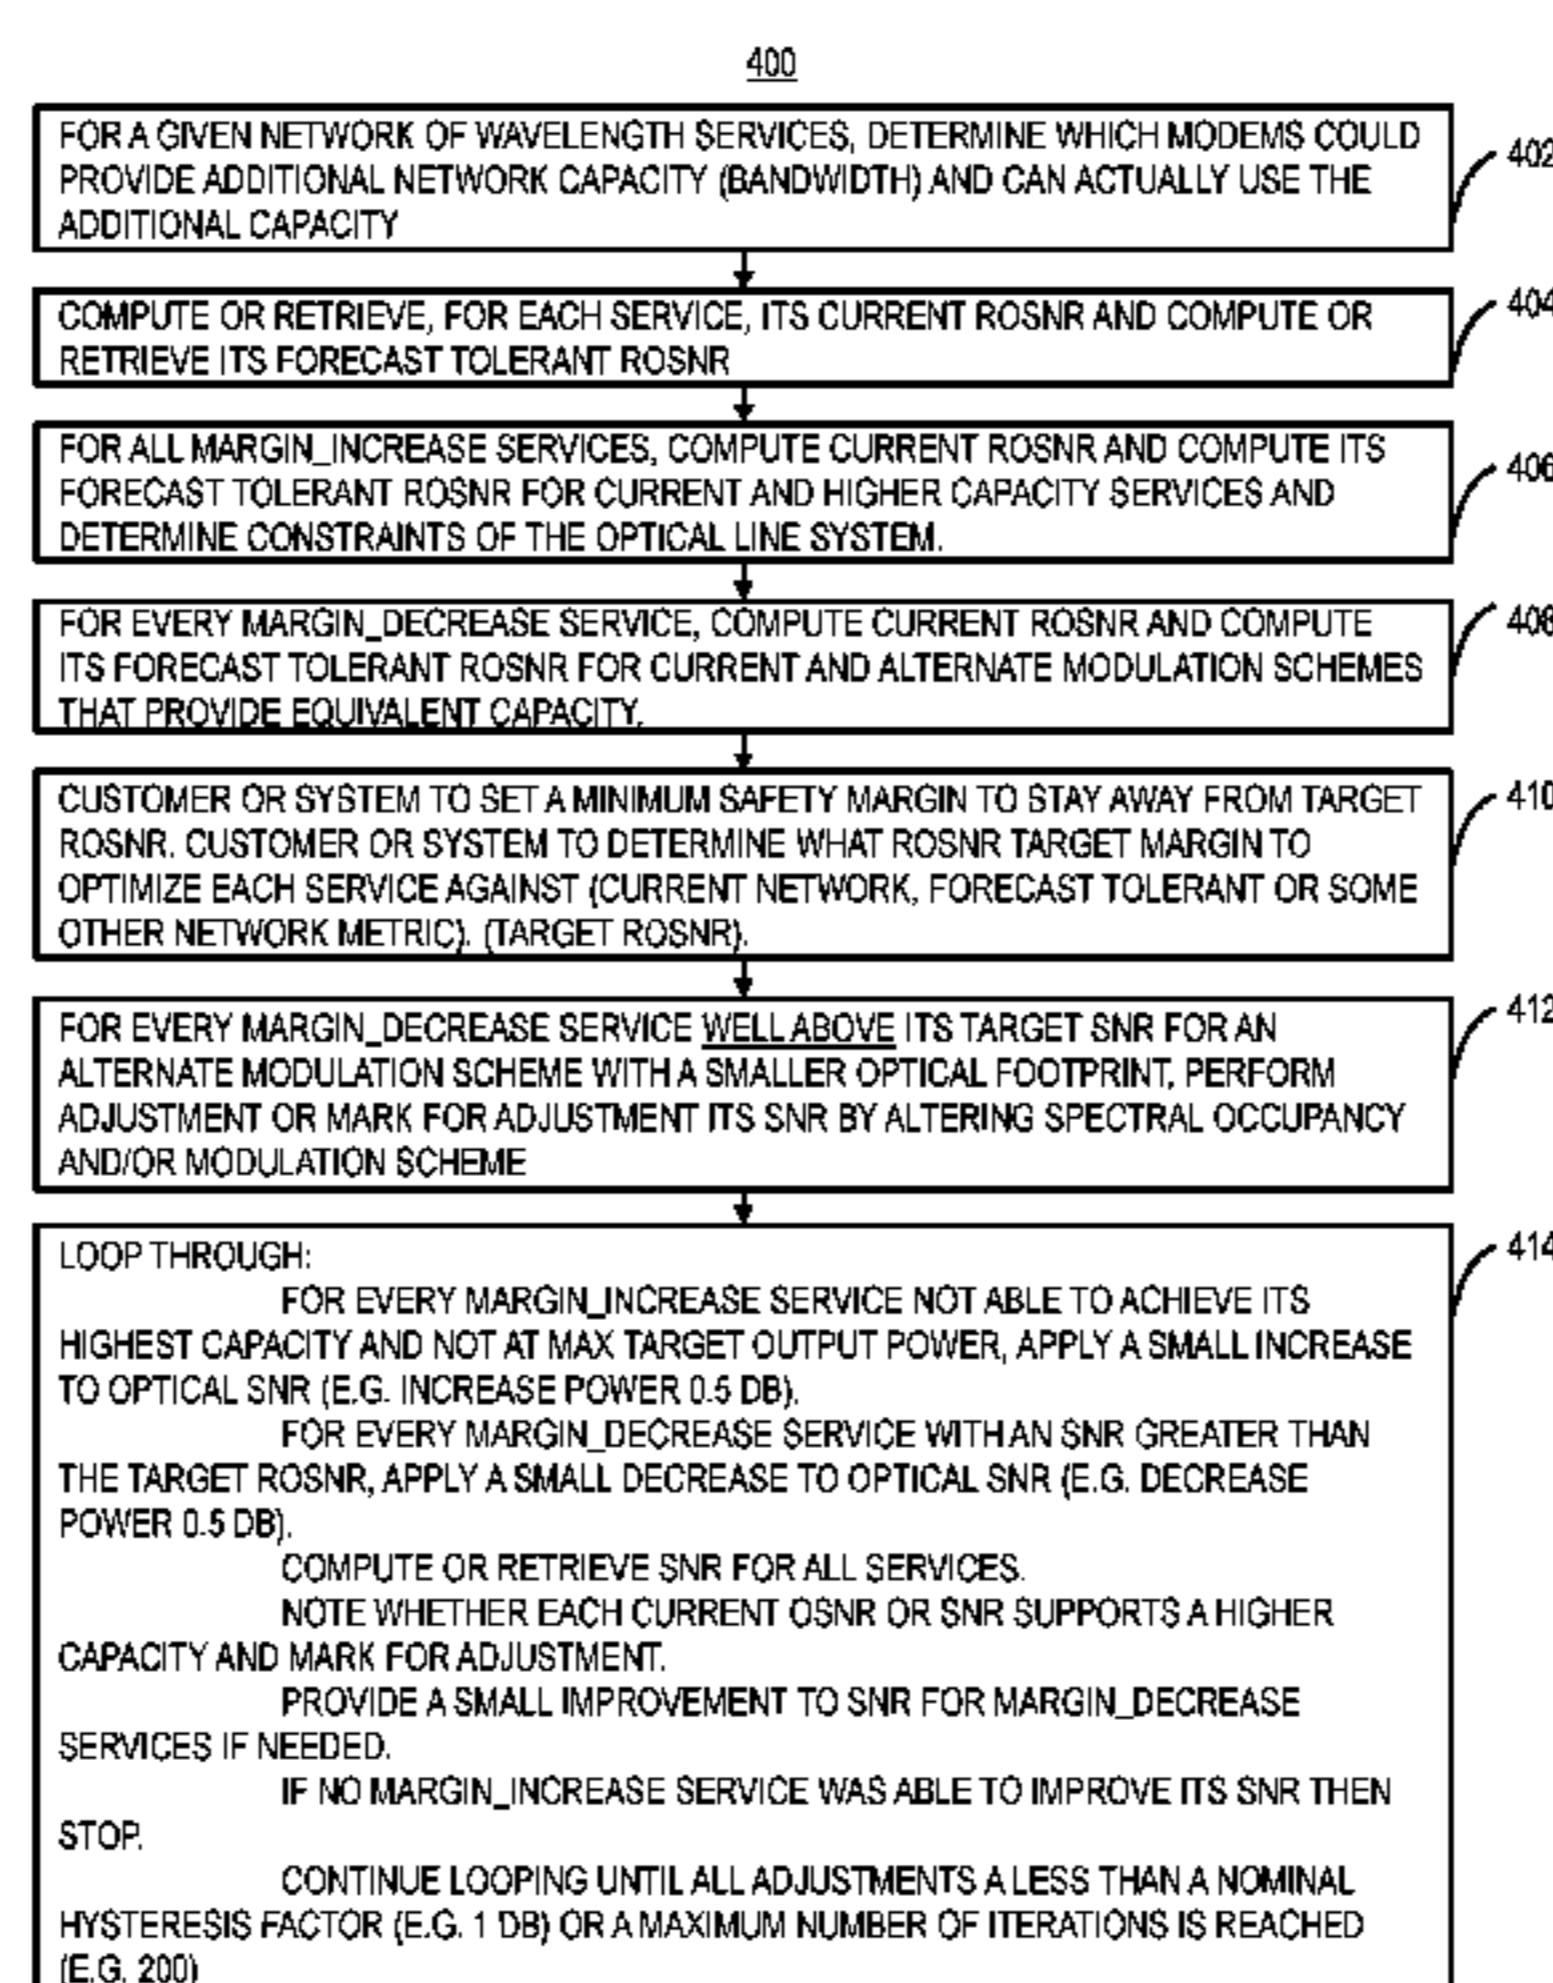 400
FOR A GIVEN NETWORK OF WAVELENGTH SERVICES, DETERMINE WHICH MODEMS COULD
PROVIDE ADDITIONAL NETWORK CAPACITY (BANDWIDTH) AND CAN ACTUALLY USE THE
ADDITIONAL CAPACITY
402
COMPUTE OR RETRIEVE, FOR EACH SERVICE, ITS CURRENT ROSNR AND COMPUTE OR
RETRIEVE ITS FORECAST TOLERANT ROSNR
404
FOR ALL MARGIN_INCREASE SERVICES, COMPUTE CURRENT ROSNR AND COMPUTE ITS
FORECAST TOLERANT ROSNR FOR CURRENT AND HIGHER CAPACITY SERVICES AND
DETERMINE CONSTRAINTS OF THE OPTICAL LINE SYSTEM.
406
FOR EVERY MARGIN_DECREASE SERVICE, COMPUTE CURRENT ROSNR AND COMPUTE
ITS FORECAST TOLERANT ROSNR FOR CURRENT AND ALTERNATE MODULATION SCHEMES
THAT PROVIDE EQUIVALENT CAPACITY.
408
CUSTOMER OR SYSTEM TO SET A MINIMUM SAFETY MARGIN TO STAY AWAY FROM TARGET
ROSNR. CUSTOMER OR SYSTEM TO DETERMINE WHAT ROSNR TARGET MARGIN TO
OPTIMIZE EACH SERVICE AGAINST (CURRENT NETWORK, FORECAST TOLERANT OR SOME
OTHER NETWORK METRIC). (TARGET ROSNR).
410
FOR EVERY MARGIN_DECREASE SERVICE WELL ABOVE ITS TARGET SNR FOR AN
ALTERNATE MODULATION SCHEME WITH A SMALLER OPTICAL FOOTPRINT, PERFORM
ADJUSTMENT OR MARK FOR ADJUSTMENT ITS SNR BY ALTERING SPECTRAL OCCUPANCY
AND/OR MODULATION SCHEME
412
LOOP THROUGH:
FOR EVERY MARGIN_INCREASE SERVICE NOT ABLE TO ACHIEVE ITS
HIGHEST CAPACITY AND NOT AT MAX TARGET OUTPUT POWER, APPLY A SMALL INCREASE
TO OPTICAL SNR (E.G. INCREASE POWER 0.5 DB).
FOR EVERY MARGIN_DECREASE SERVICE WITH AN SNR GREATER THAN
THE TARGET ROSNR, APPLY A SMALL DECREASE TO OPTICAL SNR (E.G. DECREASE
POWER 0.5 DB).
COMPUTE OR RETRIEVE SNR FOR ALL SERVICES.
NOTE WHETHER EACH CURRENT OSNR OR SNR SUPPORTS A HIGHER
CAPACITY AND MARK FOR ADJUSTMENT.
PROVIDE A SMALL IMPROVEMENT TO SNR FOR MARGIN_DECREASE
SERVICES IF NEEDED.
IF NO MARGIN_INCREASE SERVICE WAS ABLE TO IMPROVE ITS SNR THEN
STOP.
CONTINUE LOOPING UNTIL ALL ADJUSTMENTS A LESS THAN A NOMINAL
HYSTERESIS FACTOR (E.G. 1 DB) OR A MAXIMUM NUMBER OF ITERATIONS IS REACHED
(E.G. 200)
414